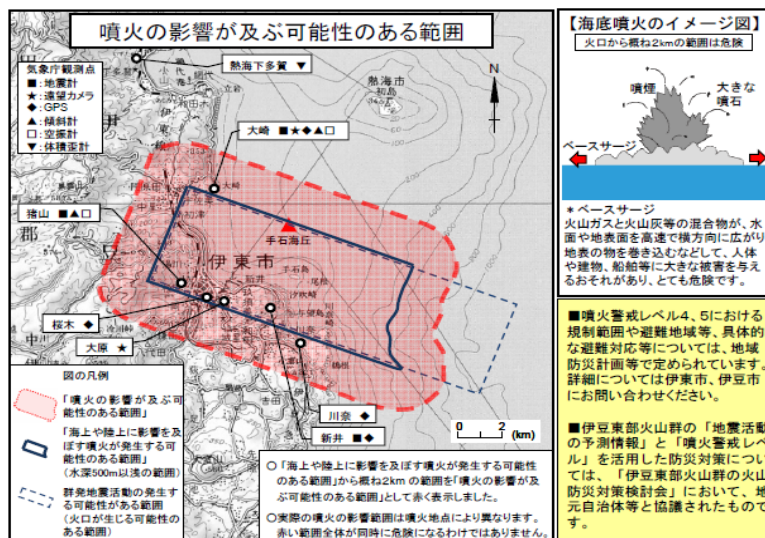 噴火の影響が及ぶ可能性のある範囲
気象庁観測点
■:地震計
★:遠望カメラ
◆:GPS
▲:傾斜計
□:空振計
▼:体積歪計
熱海下多賀 ▼
熱海市
初島
N
大崎 ■★◆▲□
大崎
猪山 ■▲□
手石海丘
伊東市
手石島
汐吹崎
桜木 ◆
大原 ★
川奈 ◆
新井 ■◆
0 2 (km)
図の凡例
「噴火の影響が及ぶ可
能性のある範囲」
「海上や陸上に影響を及
ぼす噴火が発生する可能
性のある範囲」
(水深500m以浅の範囲)
群発地震活動の発生す
る可能性がある範囲
(火口が生じる可能性の
ある範囲)
○「海上や陸上に影響を及ぼす噴火が発生する可能性
のある範囲」から概ね2kmの範囲を「噴火の影響が及
ぶ可能性のある範囲」として赤く表示しました。
○実際の噴火の影響範囲は噴火地点により異なります。
赤い範囲全体が同時に危険になるわけではありません。
【海底噴火のイメージ図】
火口から概ね2kmの範囲は危険
噴煙
大きな
噴石
ベースサージ
*ベースサージ
火山ガスと火山灰等の混合物が、水
面や地表面を高速で横方向に広がり
地表の物を巻き込むなどして、人体
や建物、船舶等に大きな被害を与え
るおそれがあり、とても危険です。
■噴火警戒レベル4、5における
規制範囲や避難地域等、具体的
な避難対応等については、地域
防災計画等で定められています。
詳細については伊東市、伊豆市
にお問い合わせください。
■伊豆東部火山群の「地震活動
の予測情報」と「噴火警戒レベ
ル」を活用した防災対策につい
ては、「伊豆東部火山群の火山
防災対策検討会」において、地
元自治体等と協議されたもので
す。